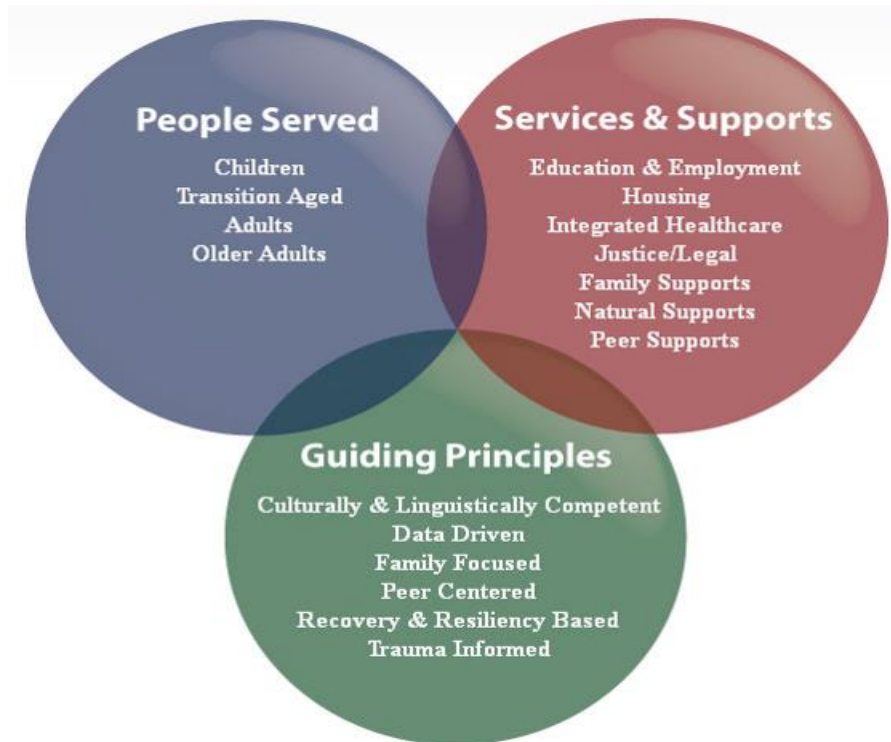 People Served
Children
Transition Aged
Adults
Older Adults
Services & Supports
Education & Employment
Housing
Integrated Healthcare
Justice/Legal
Family Supports
Natural Supports
Peer Supports
Guiding Principles
Culturally & Linguistically Competent
Data Driven
Family Focused
Peer Centered
Recovery & Resiliency Based
Trauma Informed